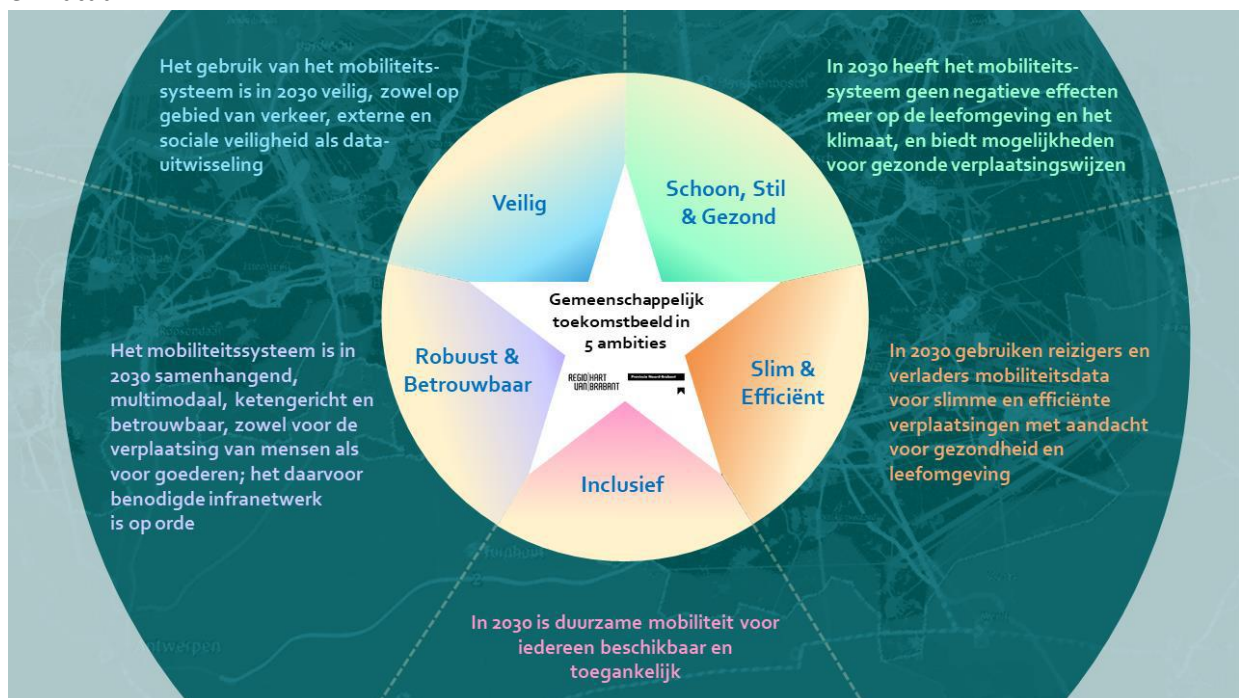 Het gebruik van het mobiliteits-
systeem is in 2030 veilig, zowel op
gebied van verkeer, externe en
sociale veiligheid als data-
uitwisseling
In 2030 heeft het mobiliteits-
systeem geen negatieve effecten
meer op de leefomgeving en het
klimaat, en biedt mogelijkheden
voor gezonde verplaatsingswijzen
Veilig
Schoon, Stil
& Gezond
Gemeenschappelijk
toekomstbeeld in
5 ambities
REGIO HART
VAN BRABANT
Provincie Noord-Brabant
Robuust &
Betrouwbaar
Slim &
Efficiënt
Inclusief
Het mobiliteitssysteem is in
2030 samenhangend,
multimodaal, ketengericht en
betrouwbaar, zowel voor de
verplaatsing van mensen als
voor goederen; het daarvoor
benodigde infranetwerk
is op orde
In 2030 gebruiken reizigers en
verladers mobiliteitsdata
voor slimme en efficiënte
verplaatsingen met aandacht
voor gezondheid en
leefomgeving
In 2030 is duurzame mobiliteit voor
iedereen beschikbaar en
toegankelijk